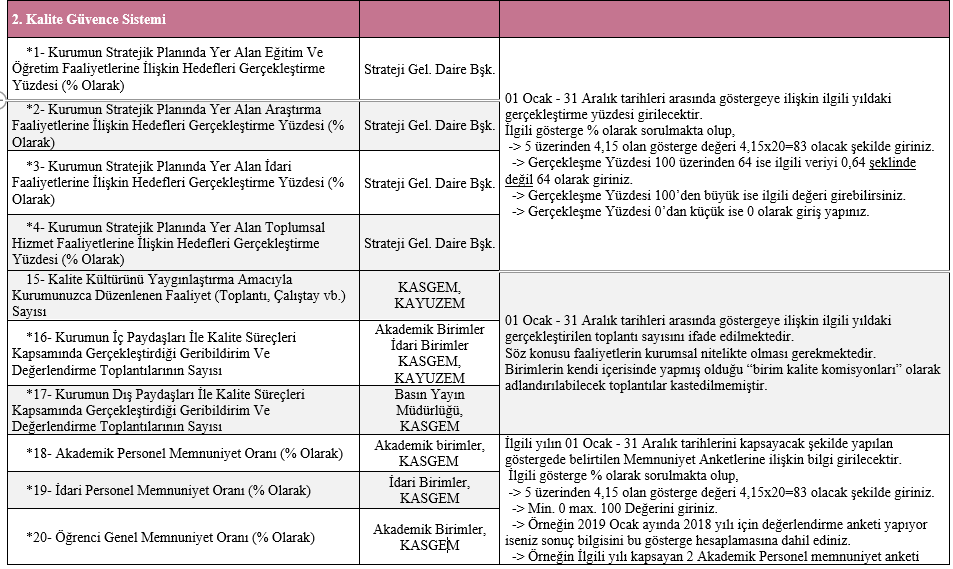 2. Kalite Güvence Sistemi
*1- Kurumun Stratejik Planında Yer Alan Eğitim Ve
Öğretim Faaliyetlerine İlişkin Hedefleri Gerçekleştirme
Yüzdesi (% Olarak)
Strateji Gel. Daire Bşk.
*2- Kurumun Stratejik Planında Yer Alan Araştırma
Faaliyetlerine İlişkin Hedefleri Gerçekleştirme Yüzdesi (%
Olarak)
Strateji Gel. Daire Bşk.
*3- Kurumun Stratejik Planında Yer Alan İdari
Faaliyetlerine İlişkin Hedefleri Gerçekleştirme Yüzdesi (%
Olarak)
Strateji Gel. Daire Bşk.
*4- Kurumun Stratejik Planında Yer Alan Toplumsal
Hizmet Faaliyetlerine İlişkin Hedefleri Gerçekleştirme
Yüzdesi (% Olarak)
Strateji Gel. Daire Bşk.
01 Ocak - 31 Aralık tarihleri arasında göstergeye ilişkin ilgili yıldaki
gerçekleştirme yüzdesi girilecektir.
İlgili gösterge % olarak sorulmakta olup,
-> 5 üzerinden 4,15 olan gösterge değeri 4,15x20=83 olacak şekilde giriniz.
-> Gerçekleşme Yüzdesi 100 üzerinden 64 ise ilgili veriyi 0,64 şeklinde
değil 64 olarak giriniz.
-> Gerçekleşme Yüzdesi 100’den büyük ise ilgili değeri girebilirsiniz.
-> Gerçekleşme Yüzdesi 0’dan küçük ise 0 olarak giriş yapınız.
15- Kalite Kültürünü Yaygınlaştırma Amacıyla
Kurumunuzca Düzenlenen Faaliyet (Toplantı, Çalıştay vb.)
Sayısı
KASGEM,
KAYUZEM
*16- Kurumun İç Paydaşları İle Kalite Süreçleri
Kapsamında Gerçekleştirdiği Geribildirim Ve
Değerlendirme Toplantılarının Sayısı
Akademik Birimler
İdari Birimler
KASGEM,
KAYUZEM
*17- Kurumun Dış Paydaşları İle Kalite Süreçleri
Kapsamında Gerçekleştirdiği Geribildirim Ve
Değerlendirme Toplantılarının Sayısı
Basın Yayın
Müdürlüğü,
KASGEM
01 Ocak - 31 Aralık tarihleri arasında göstergeye ilişkin ilgili yıldaki
gerçekleştirilen toplantı sayısını ifade edilmektedir.
Söz konusu faaliyetlerin kurumsal nitelikte olması gerekmektedir.
Birimlerin kendi içerisinde yapmış olduğu “birim kalite komisyonları” olarak
adlandırılabilecek toplantılar kastedilmemiştir.
*18- Akademik Personel Memnuniyet Oranı (% Olarak)
Akademik birimler,
KASGEM
*19- İdari Personel Memnuniyet Oranı (% Olarak)
İdari Birimler,
KASGEM
*20- Öğrenci Genel Memnuniyet Oranı (% Olarak)
Akademik Birimler,
KASGEM
İlgili yılın 01 Ocak - 31 Aralık tarihlerini kapsayacak şekilde yapılan
göstergede belirtilen Memnuniyet Anketlerine ilişkin bilgi girilecektir.
İlgili gösterge % olarak sorulmakta olup,
-> 5 üzerinden 4,15 olan gösterge değeri 4,15x20=83 olacak şekilde giriniz.
-> Min. 0 max. 100 Değerini giriniz.
-> Örneğin 2019 Ocak ayında 2018 yılı için değerlendirme anketi yapıyor
iseniz sonuç bilgisini bu gösterge hesaplamasına dahil ediniz.
-> Örneğin İlgili yılı kapsayan 2 Akademik Personel memnuniyet anketi